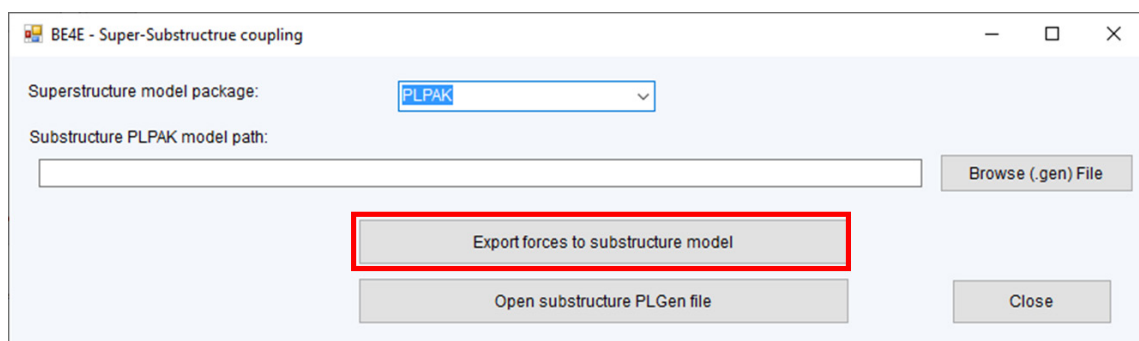 BE4E - Super-Substructrue coupling
Superstructure model package:
PLPAK
Substructure PLPAK model path:
Browse (.gen) File
Export forces to substructure model
Open substructure PLGen file
Close